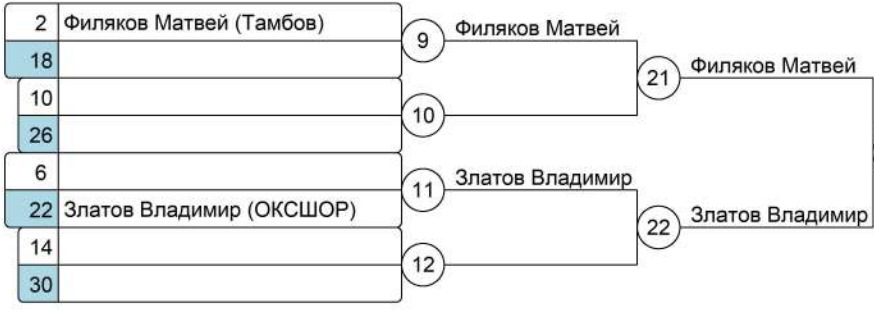 2 Филяков Матвей (Тамбов)
18
9 Филяков Матвей
21 Филяков Матвей
10
26
10
6
22 Златов Владимир (ОКСШОР)
11 Златов Владимир
22 Златов Владимир
14
30
12